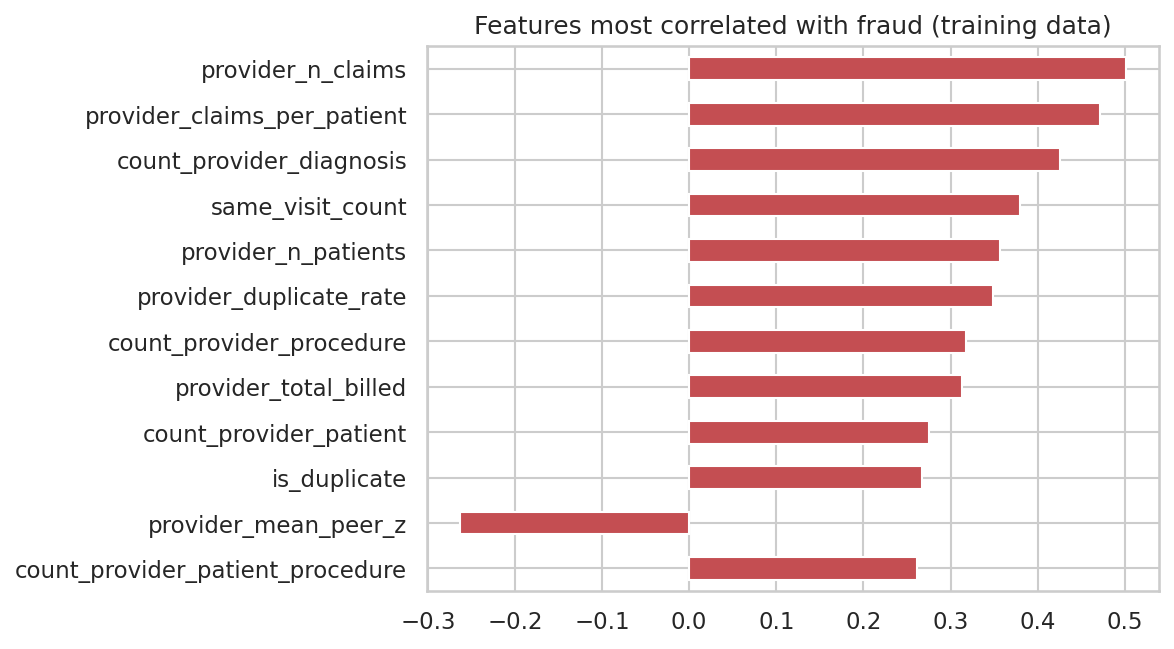 Features most correlated with fraud (training data)
provider_n_claims
provider_claims_per_patient
count_provider_diagnosis
same_visit_count
provider_n_patients
provider_duplicate_rate
count_provider_procedure
provider_total_billed
count_provider_patient
is_duplicate
provider_mean_peer_z
count_provider_patient_procedure
−0.3 −0.2 −0.1 0.0 0.1 0.2 0.3 0.4 0.5